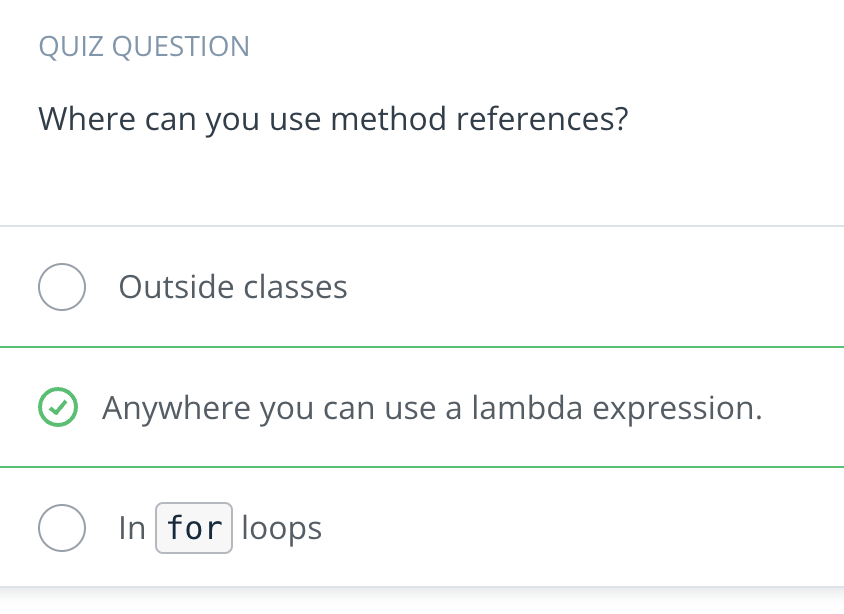 QUIZ QUESTION
Where can you use method references?
Outside classes
Anywhere you can use a lambda expression.
In for loops